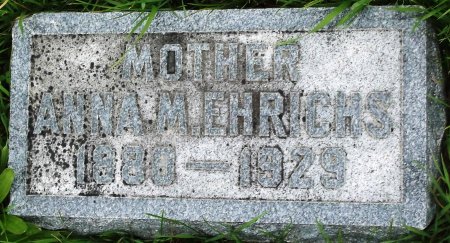 MOTHER
ANNA M. EHRICHS
1880 — 1929